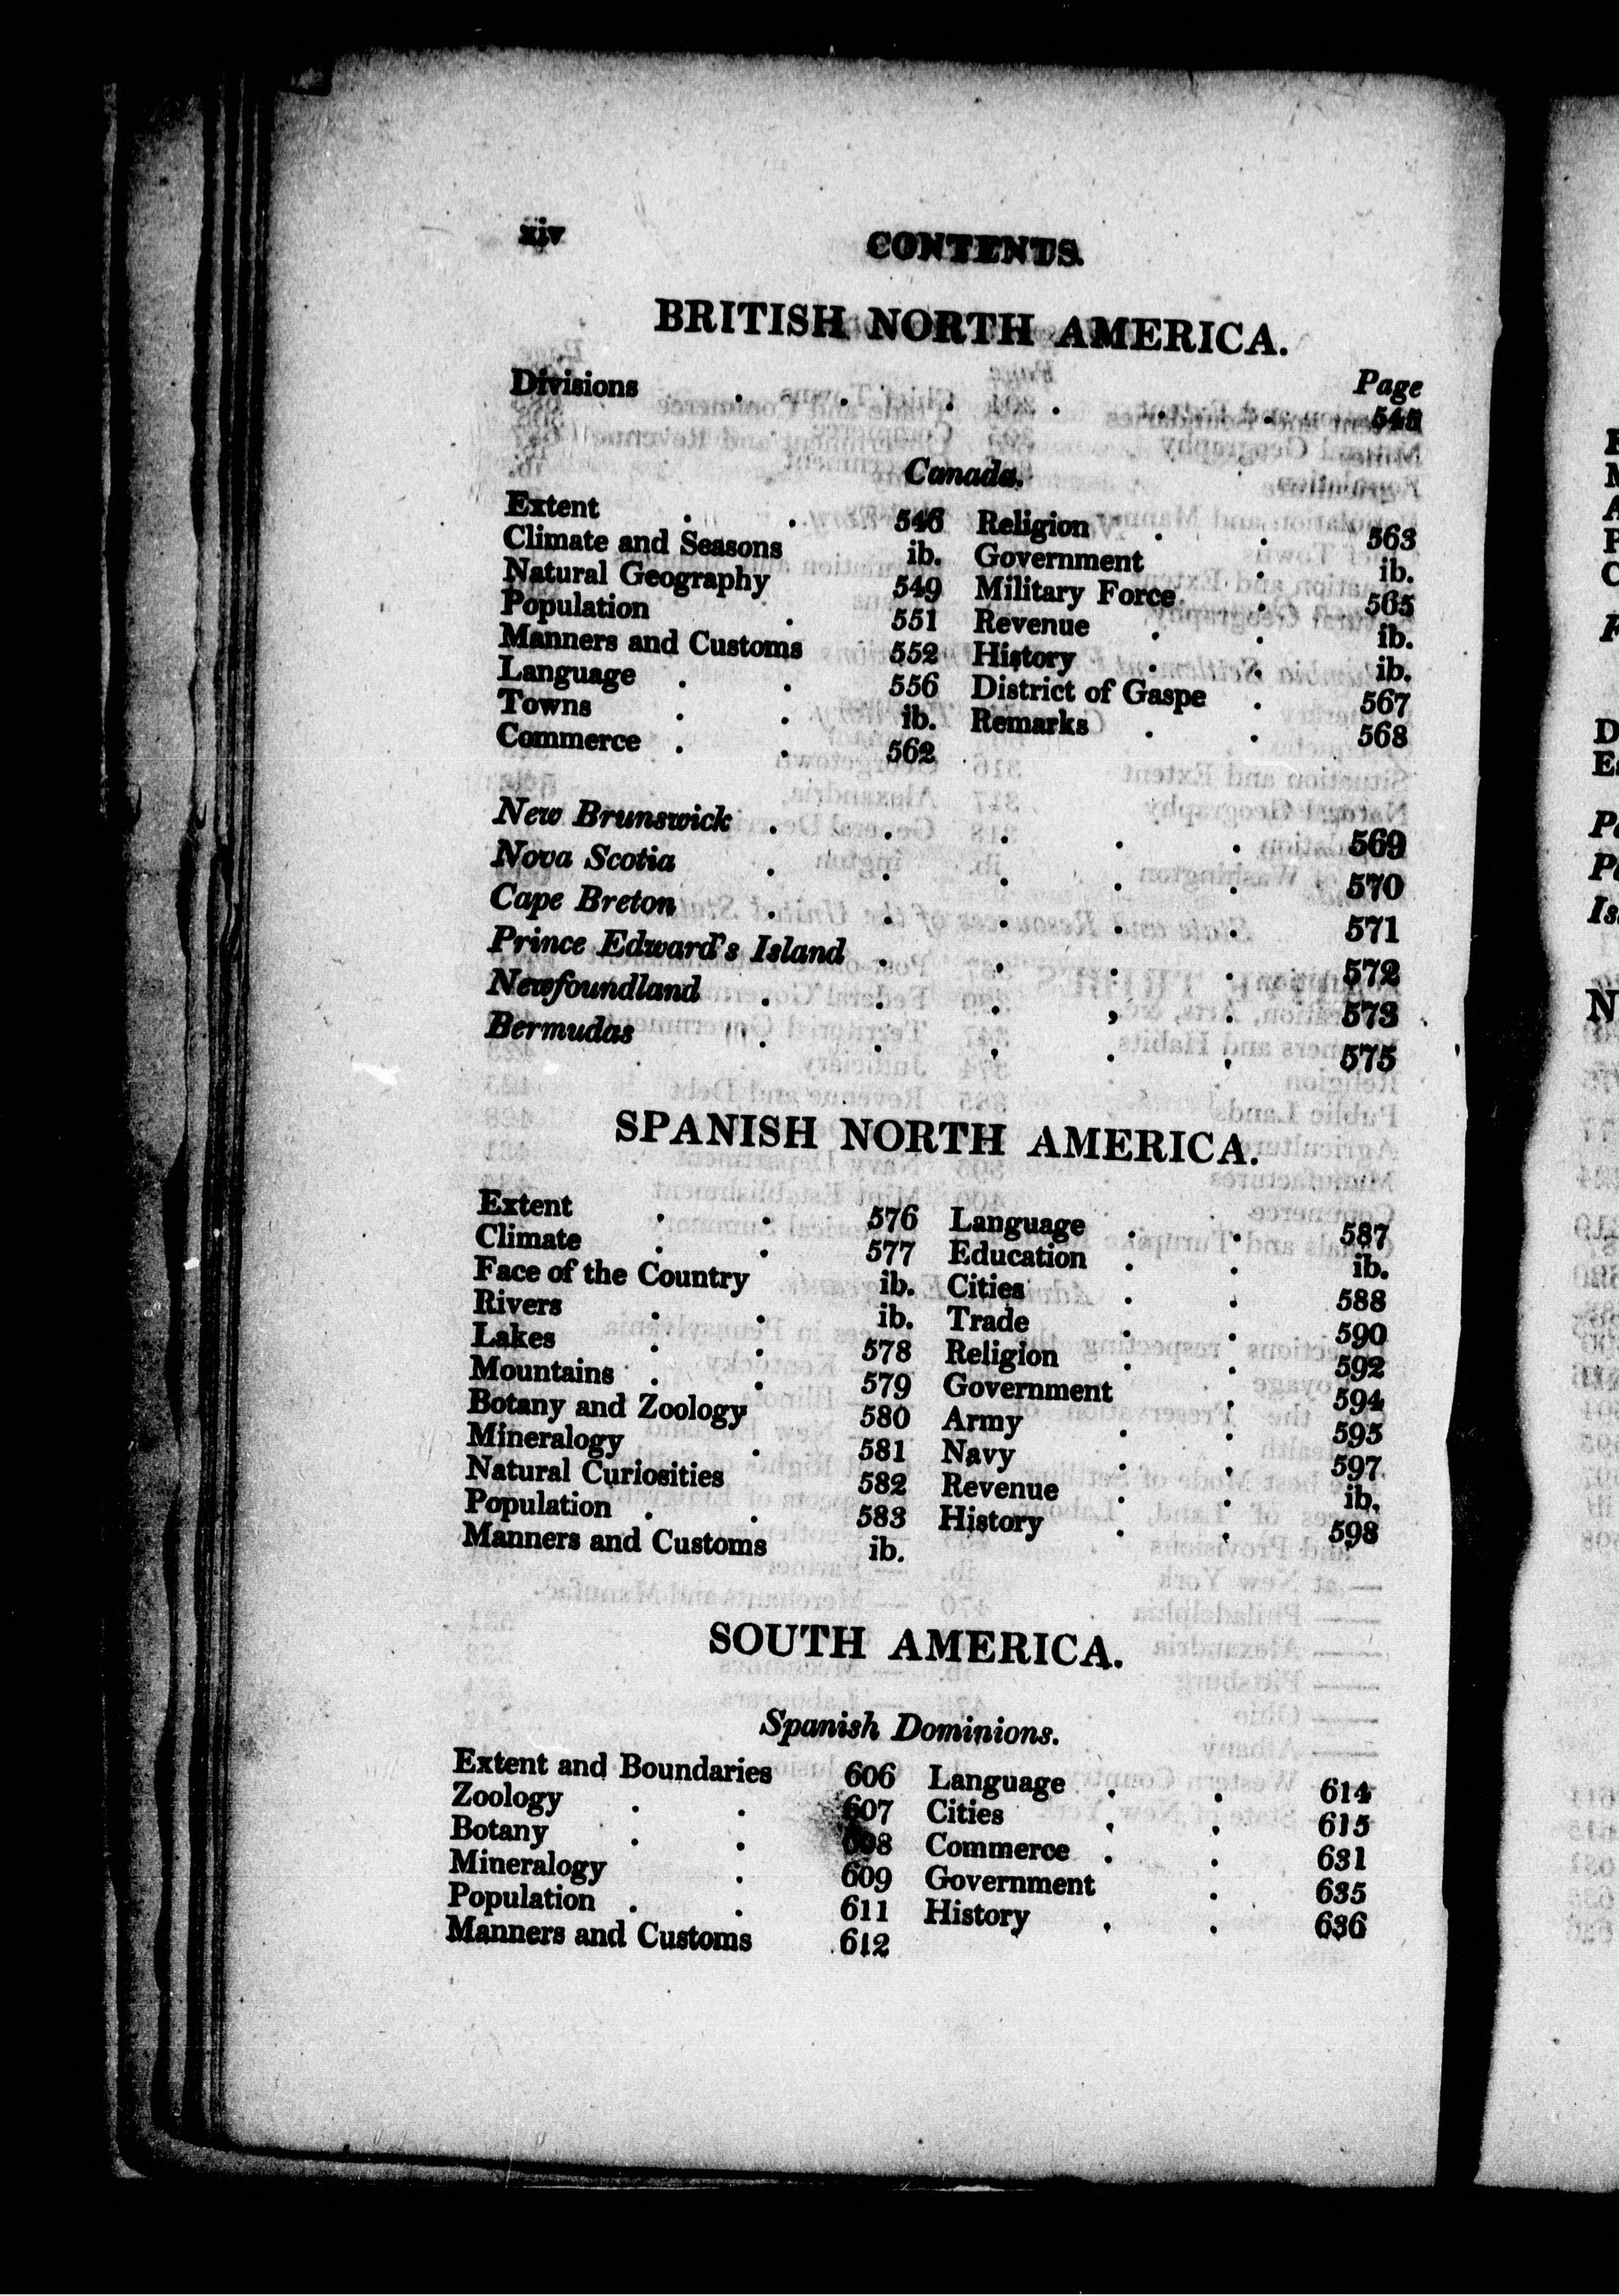 xiv CONTENTS.
BRITISH NORTH AMERICA.
Page
Divisions . . . . . . 545
Canada.
Extent . . 546
Climate and Seasons ib.
Natural Geography 549
Population . 551
Manners and Customs 552
Language . . 556
Towns . . ib.
Commerce . . 562
Religion . . 563
Government . ib.
Military Force . 565
Revenue . . ib.
History . . ib.
District of Gaspe . 567
Remarks . . 568
New Brunswick . . . . . 569
Nova Scotia . . . . . 570
Cape Breton . . . . . 571
Prince Edward's Island . . . . 572
Newfoundland . . . . . 573
Bermudas . . . . . 575
SPANISH NORTH AMERICA.
Extent . . 576
Climate . . 577
Face of the Country ib.
Rivers . . ib.
Lakes . . 578
Mountains . . 579
Botany and Zoology 580
Mineralogy . 581
Natural Curiosities 582
Population . . 583
Manners and Customs ib.
Language . . 587
Education . . ib.
Cities . . 588
Trade . . 590
Religion . . 592
Government . 594
Army . . 595
Navy . . 597
Revenue . . ib.
History . . 598
SOUTH AMERICA.
Spanish Dominions.
Extent and Boundaries 606
Zoology . . 607
Botany . . 608
Mineralogy . 609
Population . . 611
Manners and Customs 612
Language . . 614
Cities . . 615
Commerce . . 631
Government . 635
History . . 636